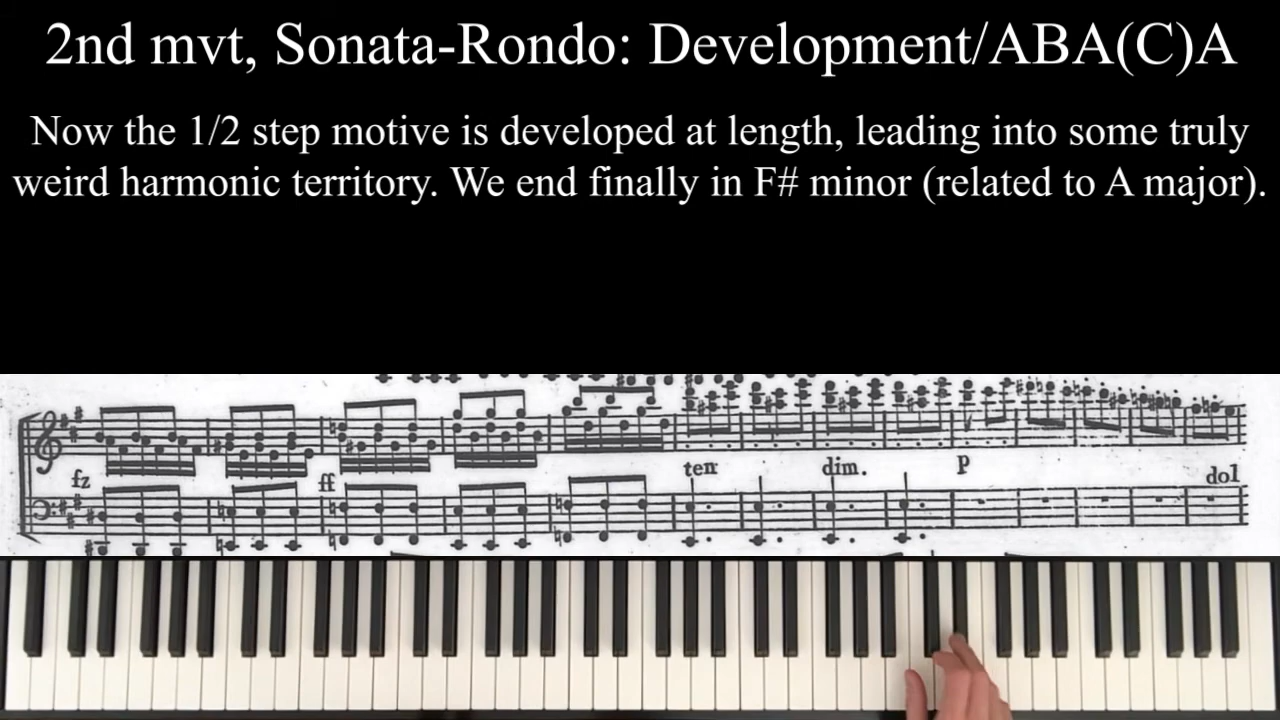 2nd mvt, Sonata-Rondo: Development/ABA(C)A
Now the 1/2 step motive is developed at length, leading into some truly
weird harmonic territory. We end finally in F# minor (related to A major).
fz ff ten dim. p dol